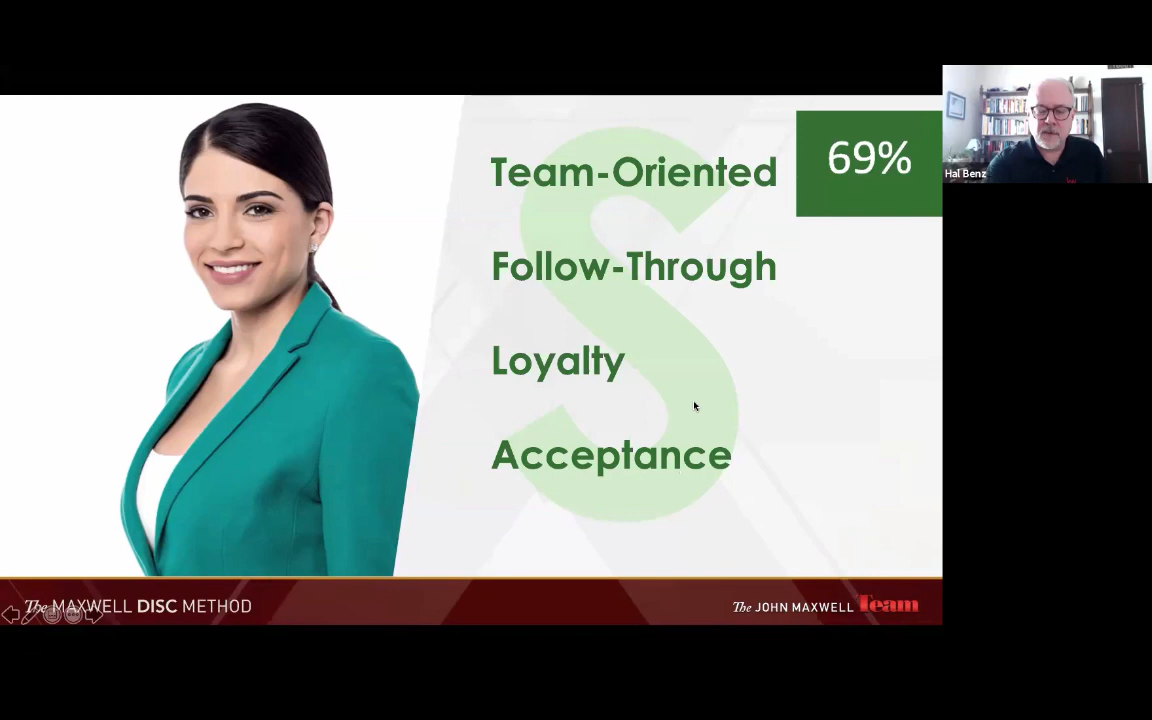 S
Team-Oriented
69%
Follow-Through
Loyalty
Acceptance
Hal Benz
The MAXWELL DISC METHOD
The JOHN MAXWELL Team